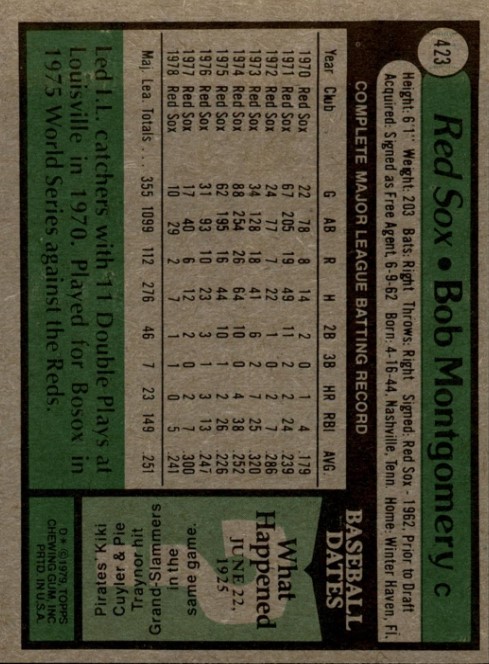 423
Red Sox • Bob Montgomery c
Height: 6'1" Weight: 203 Bats: Right Throws: Right Signed: Red Sox - 1962, Prior to Draft
Acquired: Signed as Free Agent, 6-9-62 Born: 4-16-44, Nashville, Tenn. Home: Winter Haven, Fl.
COMPLETE MAJOR LEAGUE BATTING RECORD
Year Club G AB R H 2B 3B HR RBI AVG.
1970 Red Sox 22 78 8 14 2 0 1 4 .179
1971 Red Sox 67 205 19 49 11 2 2 24 .239
1972 Red Sox 24 77 7 22 1 0 2 7 .286
1973 Red Sox 34 128 18 41 6 2 7 25 .320
1974 Red Sox 88 254 26 64 10 0 4 38 .252
1975 Red Sox 62 195 16 44 10 1 2 26 .226
1976 Red Sox 31 93 10 23 3 1 3 13 .247
1977 Red Sox 17 40 6 12 2 0 2 7 .300
1978 Red Sox 10 29 2 7 1 1 0 5 .241
Maj. Lea. Totals . . . 355 1099 112 276 46 7 23 149 .251
Led I.L. catchers with 11 Double Plays at
Louisville in 1970. Played for Bosox in
1975 World Series against the Reds.
BASEBALL
DATES
What
Happened
JUNE 22,
1925
Pirates' Kiki
Cuyler & Pie
Traynor hit
Grand-Slammers
in the
same game.
D* © 1979, TOPPS
CHEWING GUM, INC
PRTD. IN U.S.A.